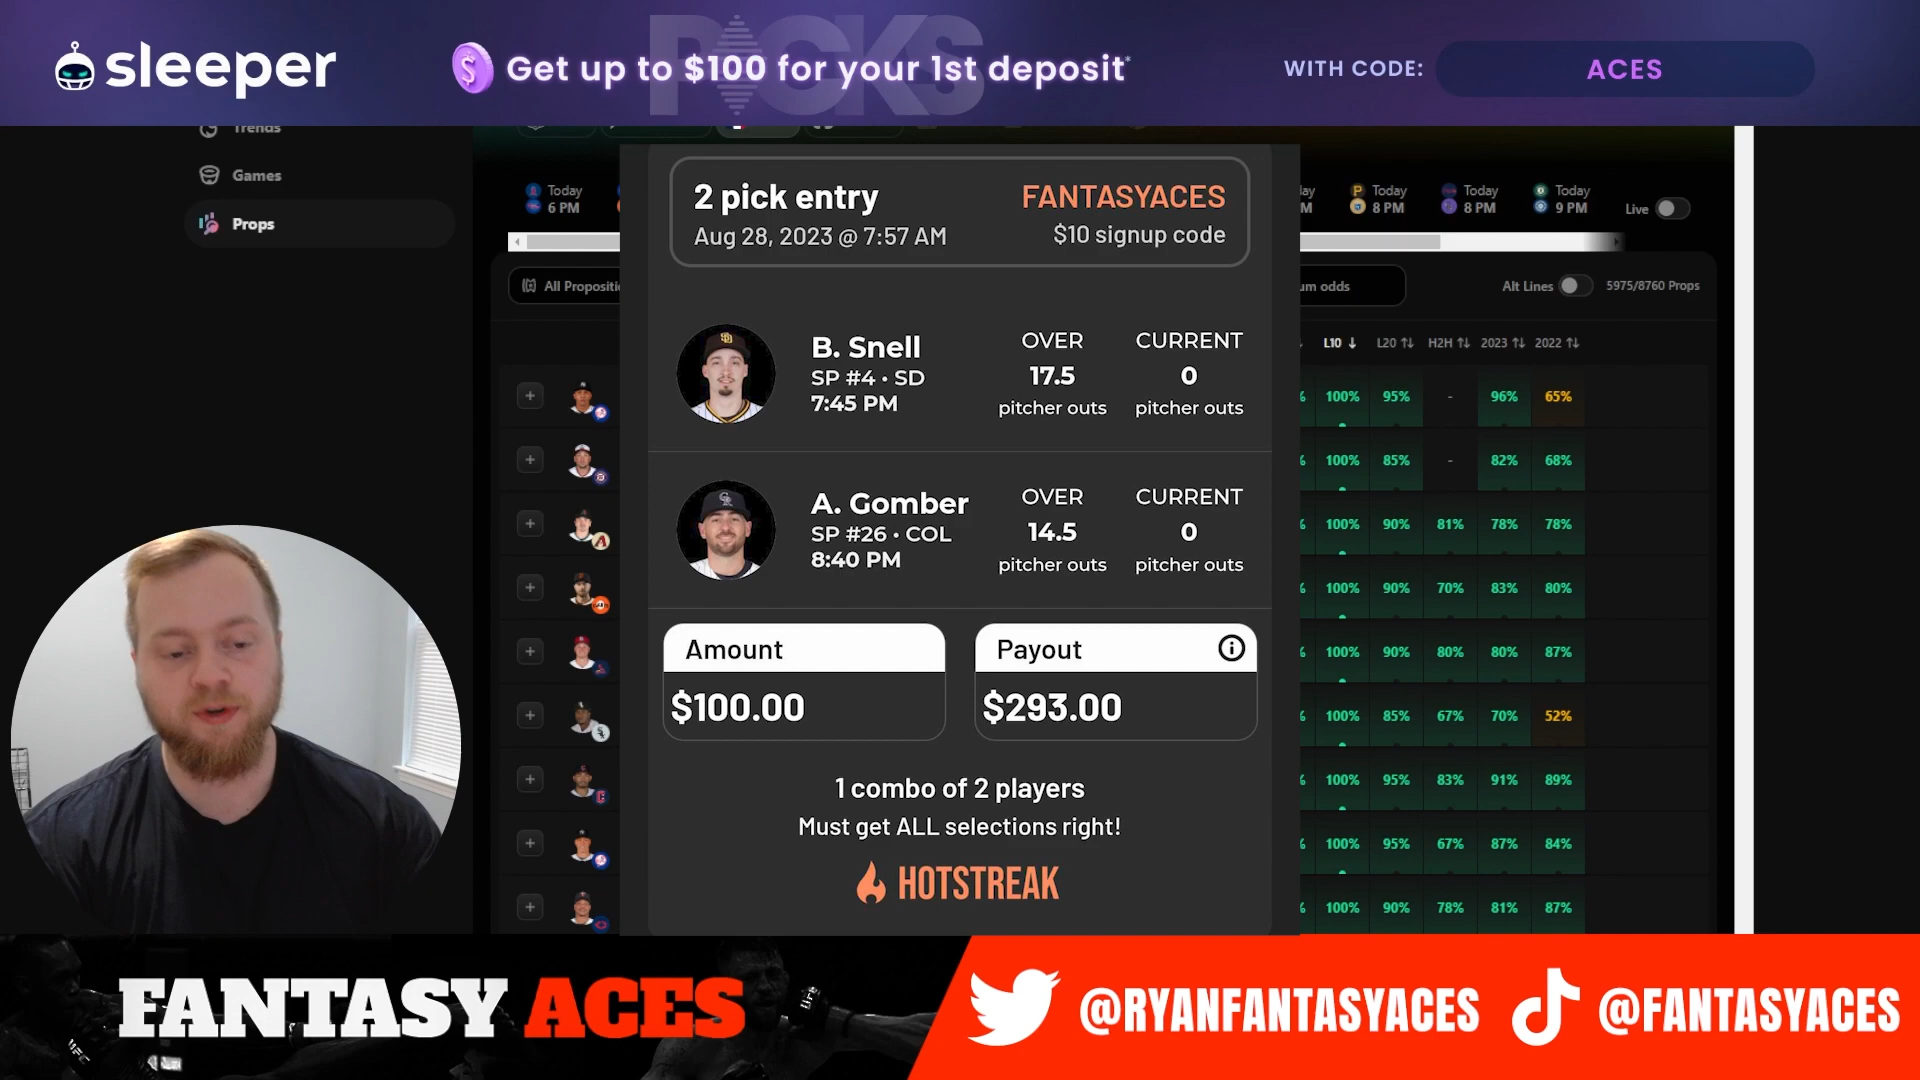 sleeper
PICKS
Get up to $100 for your 1st deposit*
WITH CODE:
ACES
Trends
Games
Props
Today
6 PM
2 pick entry
FANTASYACES
Aug 28, 2023 @ 7:57 AM
$10 signup code
Today
8 PM
Today
8 PM
Today
9 PM
Live
Alt Lines
5975/8760 Props
B. Snell
SP #4 • SD
7:45 PM
OVER
17.5
pitcher outs
CURRENT
0
pitcher outs
A. Gomber
SP #26 • COL
8:40 PM
OVER
14.5
pitcher outs
CURRENT
0
pitcher outs
Amount
$100.00
Payout
$293.00
1 combo of 2 players
Must get ALL selections right!
HOTSTREAK
L10 L20 H2H 2023 2022
100% 95% - 96% 65%
100% 85% - 82% 68%
100% 90% 81% 78% 78%
100% 90% 70% 83% 80%
100% 90% 80% 80% 87%
100% 85% 67% 70% 52%
100% 95% 83% 91% 89%
100% 95% 67% 87% 84%
100% 90% 78% 81% 87%
FANTASY ACES
UFC
@RYANFANTASYACES
@FANTASYACES